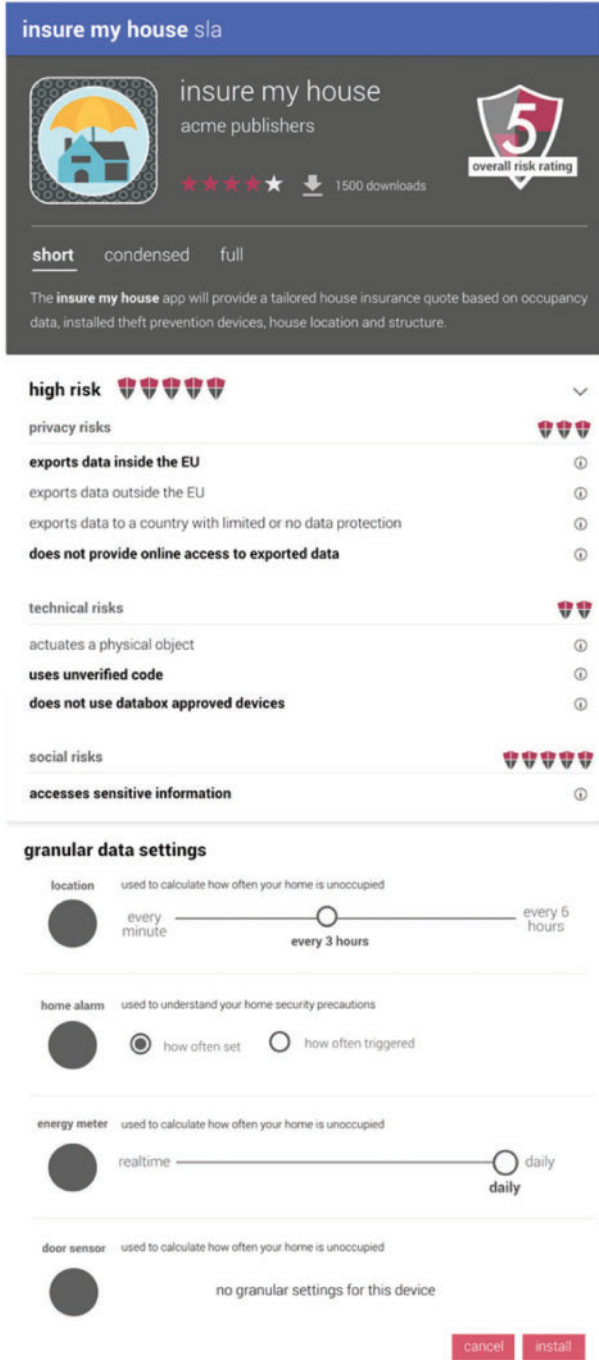 insure my house sla
insure my house
acme publishers
5
overall risk rating
1500 downloads
short condensed full
The insure my house app will provide a tailored house insurance quote based on occupancy
data, installed theft prevention devices, house location and structure.
high risk
privacy risks
exports data inside the EU
exports data outside the EU
exports data to a country with limited or no data protection
does not provide online access to exported data
technical risks
actuates a physical object
uses unverified code
does not use databox approved devices
social risks
accesses sensitive information
granular data settings
location used to calculate how often your home is unoccupied
every
minute
every 6
hours
every 3 hours
home alarm used to understand your home security precautions
how often set how often triggered
energy meter used to calculate how often your home is unoccupied
realtime daily
daily
door sensor used to calculate how often your home is unoccupied
no granular settings for this device
cancel install